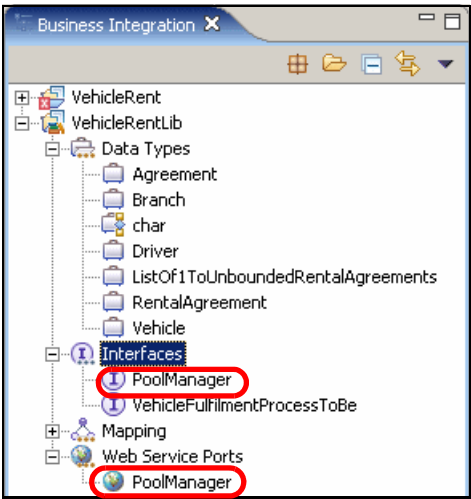 Business Integration
VehicleRent
VehicleRentLib
Data Types
Agreement
Branch
char
Driver
ListOf1ToUnboundedRentalAgreements
RentalAgreement
Vehicle
Interfaces
PoolManager
VehicleFulfilmentProcessToBe
Mapping
Web Service Ports
PoolManager